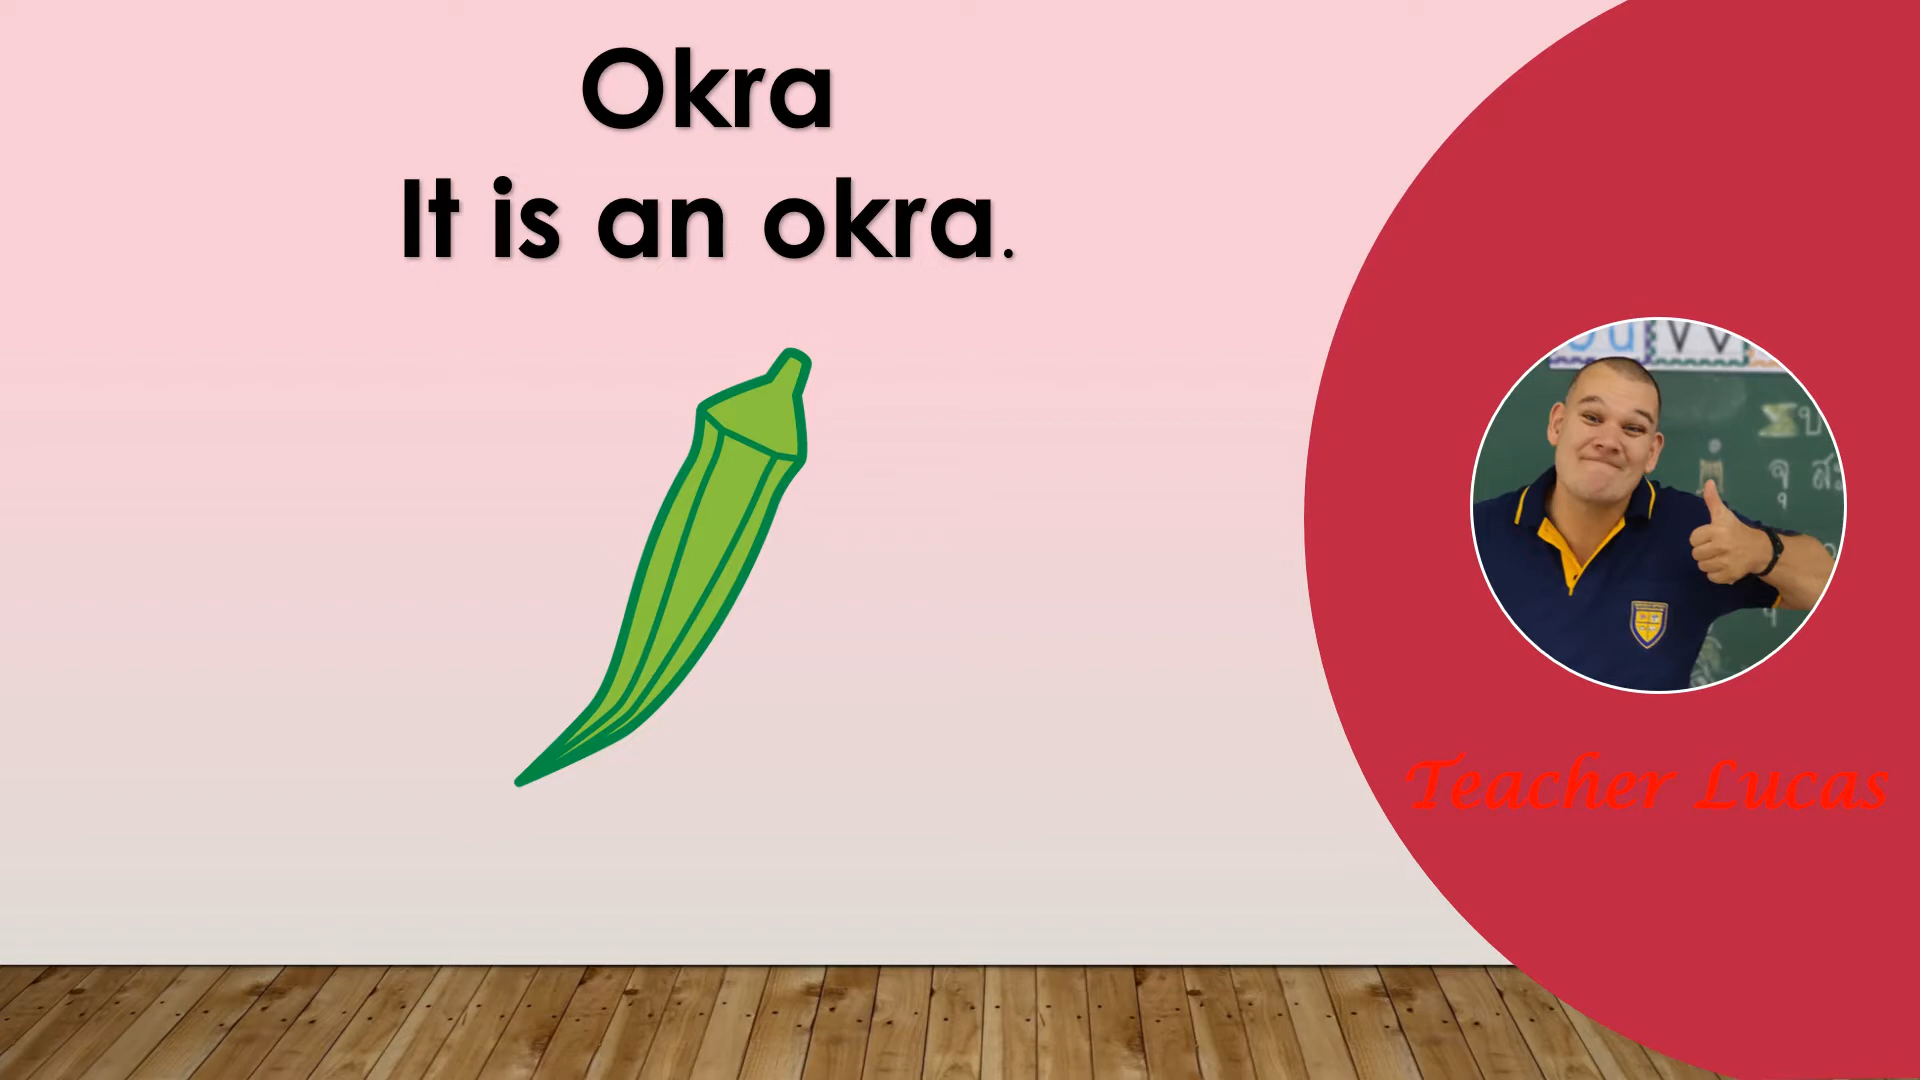 Okra
It is an okra.
Teacher Lucas